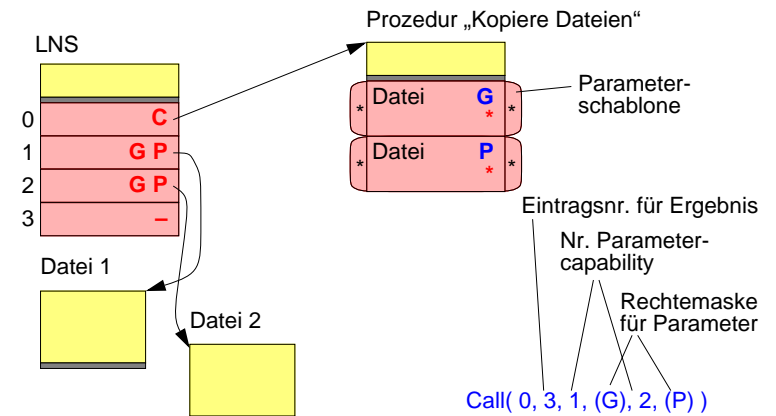 Prozedur „Kopiere Dateien“
LNS
0 C
1 G P
2 G P
3 –
Datei G
* * *
Datei P
* * *
Parameter-
schablone
Eintragsnr. für Ergebnis
Nr. Parameter-
capability
Rechtemaske
für Parameter
Datei 1
Datei 2
Call( 0, 3, 1, (G), 2, (P) )